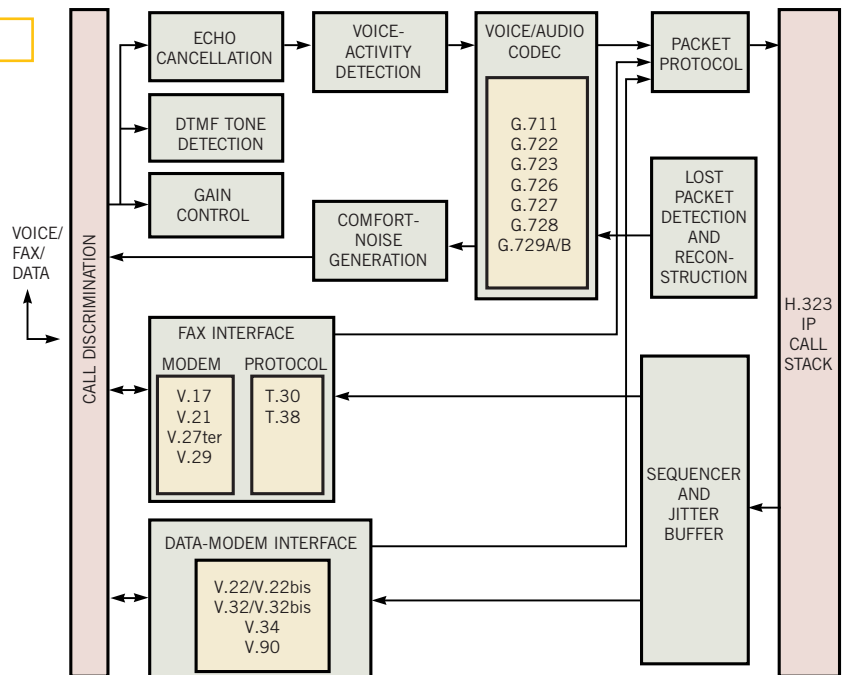 ECHO
CANCELLATION
VOICE-
ACTIVITY
DETECTION
VOICE/AUDIO
CODEC
PACKET
PROTOCOL
DTMF TONE
DETECTION
GAIN
CONTROL
G.711
G.722
G.723
G.726
G.727
G.728
G.729A/B
LOST
PACKET
DETECTION
AND
RECON-
STRUCTION
COMFORT-
NOISE
GENERATION
VOICE/
FAX/
DATA
CALL DISCRIMINATION
H.323
IP
CALL
STACK
FAX INTERFACE
MODEM
V.17
V.21
V.27ter
V.29
PROTOCOL
T.30
T.38
SEQUENCER
AND
JITTER
BUFFER
DATA-MODEM INTERFACE
V.22/V.22bis
V.32/V.32bis
V.34
V.90